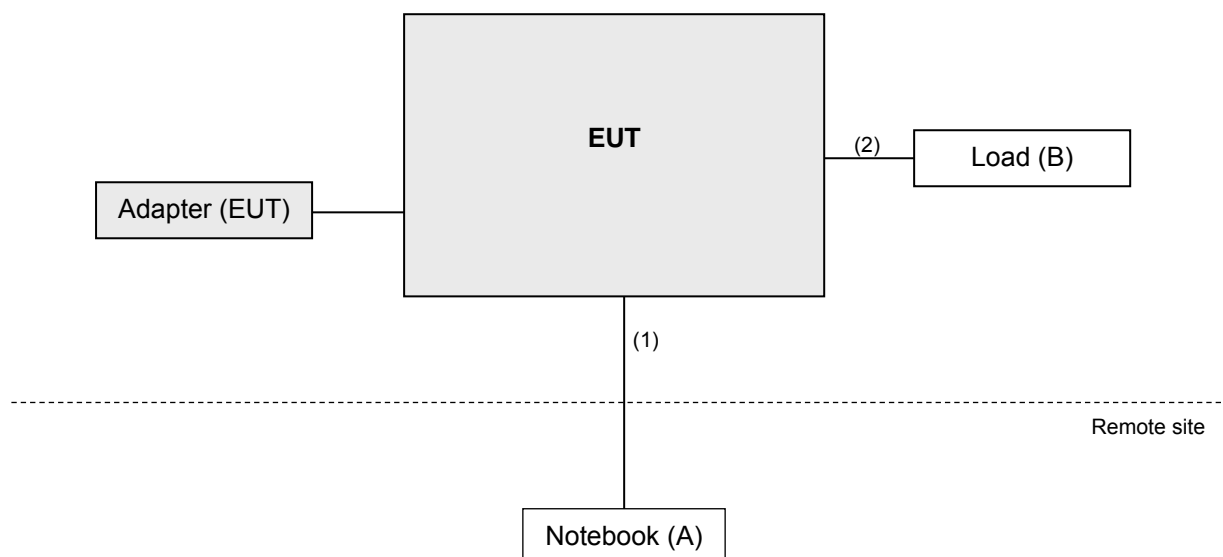 EUT
(2)
Load (B)
Adapter (EUT)
(1)
Remote site
Notebook (A)